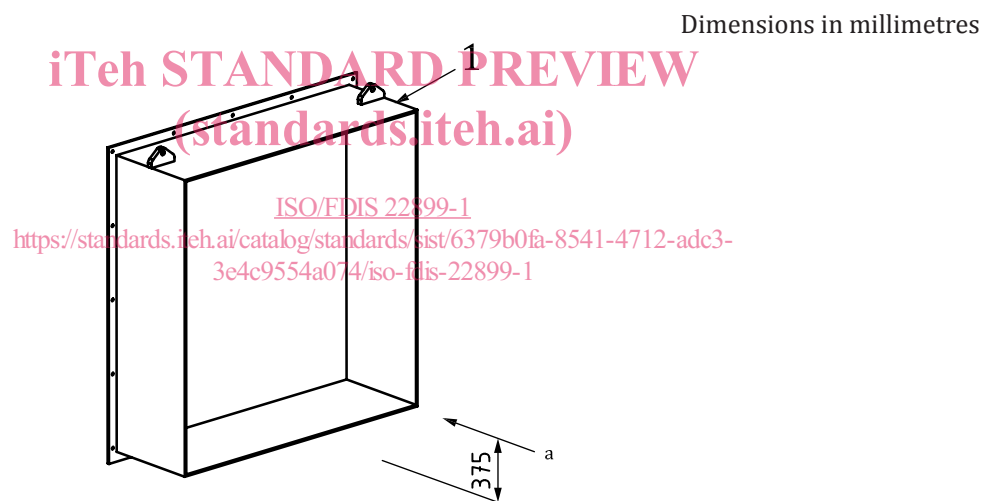 Dimensions in millimetres
iTeh STANDARD PREVIEW
1
(standards.iteh.ai)
ISO/FDIS 22899-1
https://standards.iteh.ai/catalog/standards/sist/6379b0fa-8541-4712-adc3-
3e4c9554a074/iso-fdis-22899-1
a
375